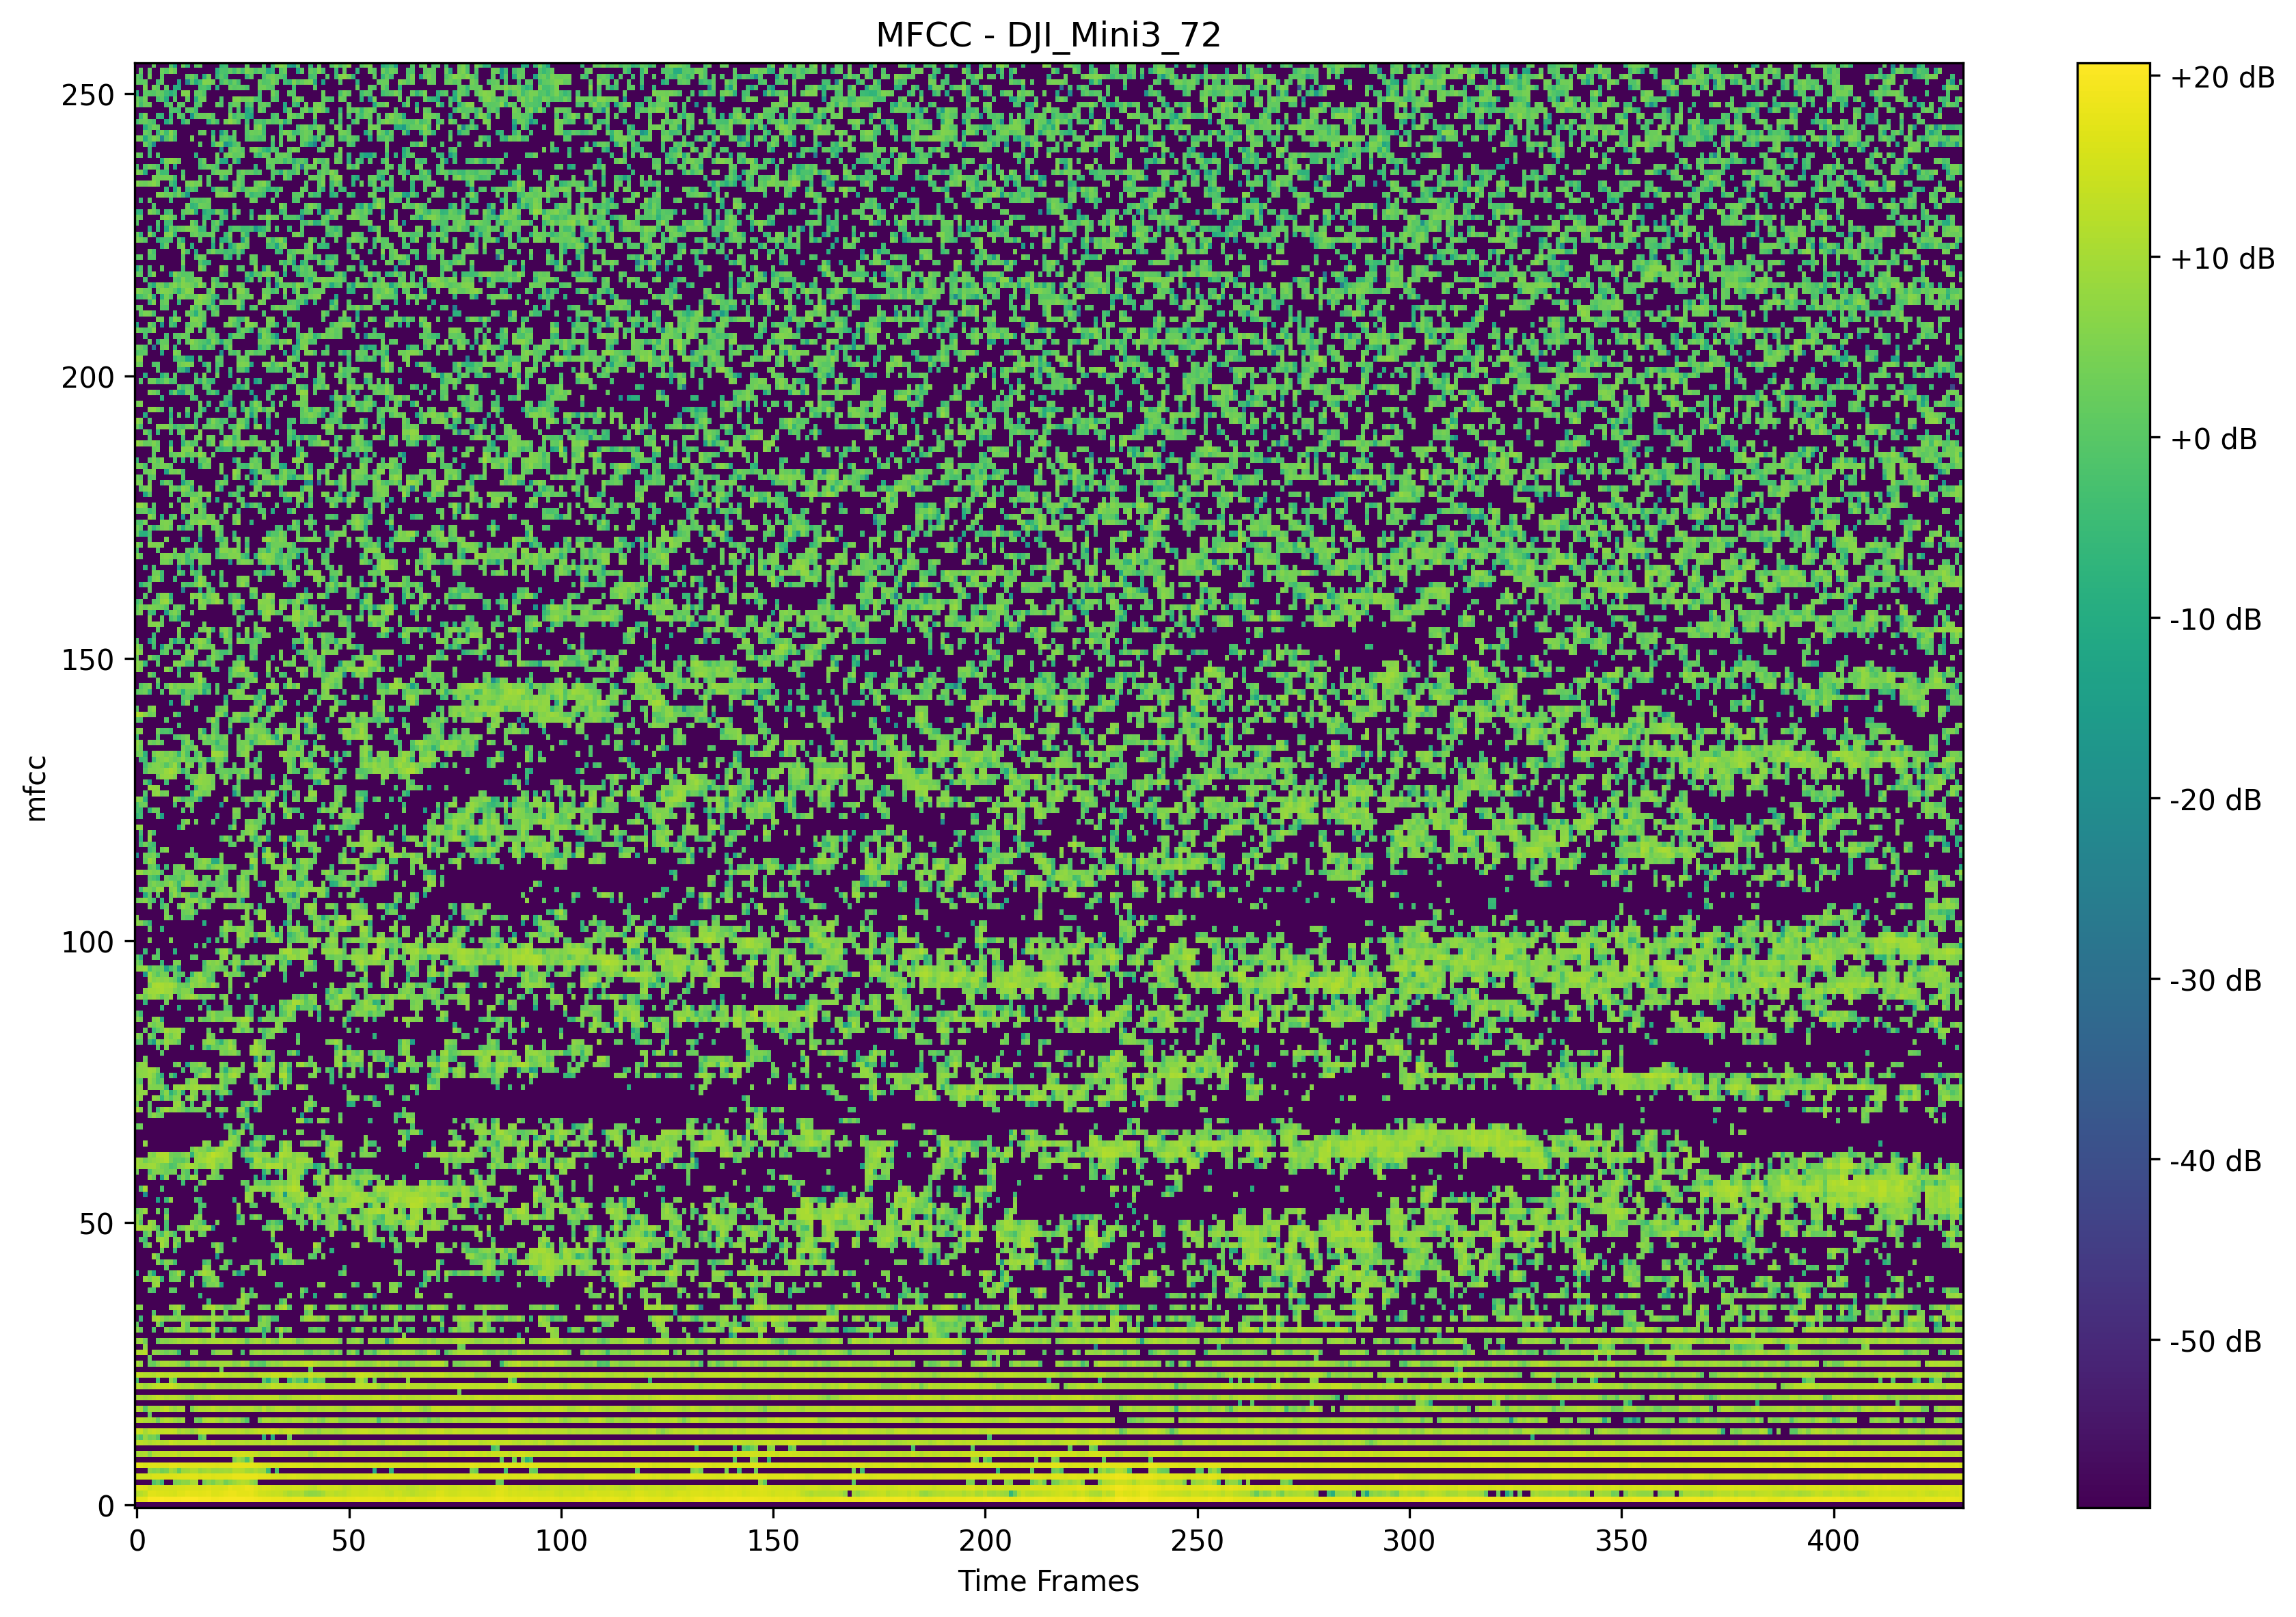 MFCC - DJI_Mini3_72
250
200
150
100
50
0
mfcc
0 50 100 150 200 250 300 350 400
Time Frames
+20 dB
+10 dB
+0 dB
-10 dB
-20 dB
-30 dB
-40 dB
-50 dB